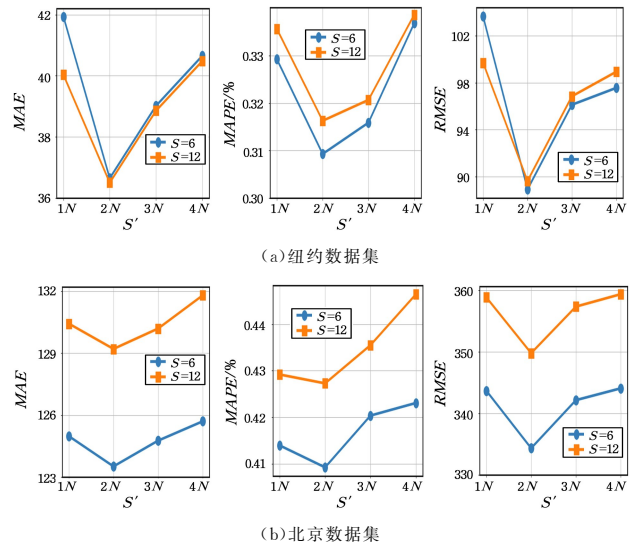 42
40
38
36
MAE
S=6
S=12
1N 2N 3N 4N
S′
0.33
0.32
0.31
0.30
MAPE/%
S=6
S=12
1N 2N 3N 4N
S′
102
98
94
90
RMSE
S=6
S=12
1N 2N 3N 4N
S′
(a)纽约数据集
132
129
126
123
MAE
S=6
S=12
1N 2N 3N 4N
S′
0.44
0.43
0.42
0.41
MAPE/%
S=6
S=12
1N 2N 3N 4N
S′
360
350
340
330
RMSE
S=6
S=12
1N 2N 3N 4N
S′
(b)北京数据集